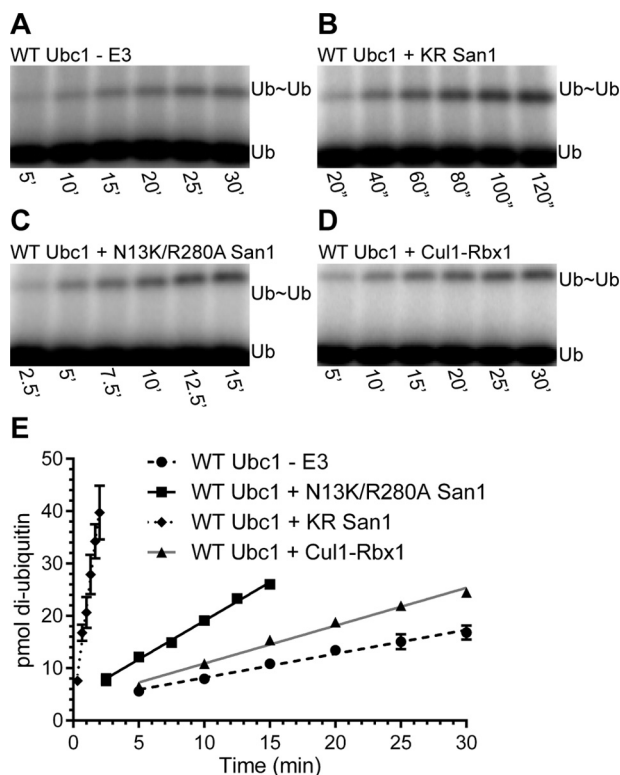 A
WT Ubc1 - E3
Ub~Ub
Ub
5' 10' 15' 20' 25' 30'
B
WT Ubc1 + KR San1
Ub~Ub
Ub
20" 40" 60" 80" 100" 120"
C
WT Ubc1 + N13K/R280A San1
Ub~Ub
Ub
2.5' 5' 7.5' 10' 12.5' 15'
D
WT Ubc1 + Cul1-Rbx1
Ub~Ub
Ub
5' 10' 15' 20' 25' 30'
E
WT Ubc1 - E3
WT Ubc1 + N13K/R280A San1
WT Ubc1 + KR San1
WT Ubc1 + Cul1-Rbx1
pmol di-ubiquitin
50
40
30
20
10
0
0 5 10 15 20 25 30
Time (min)